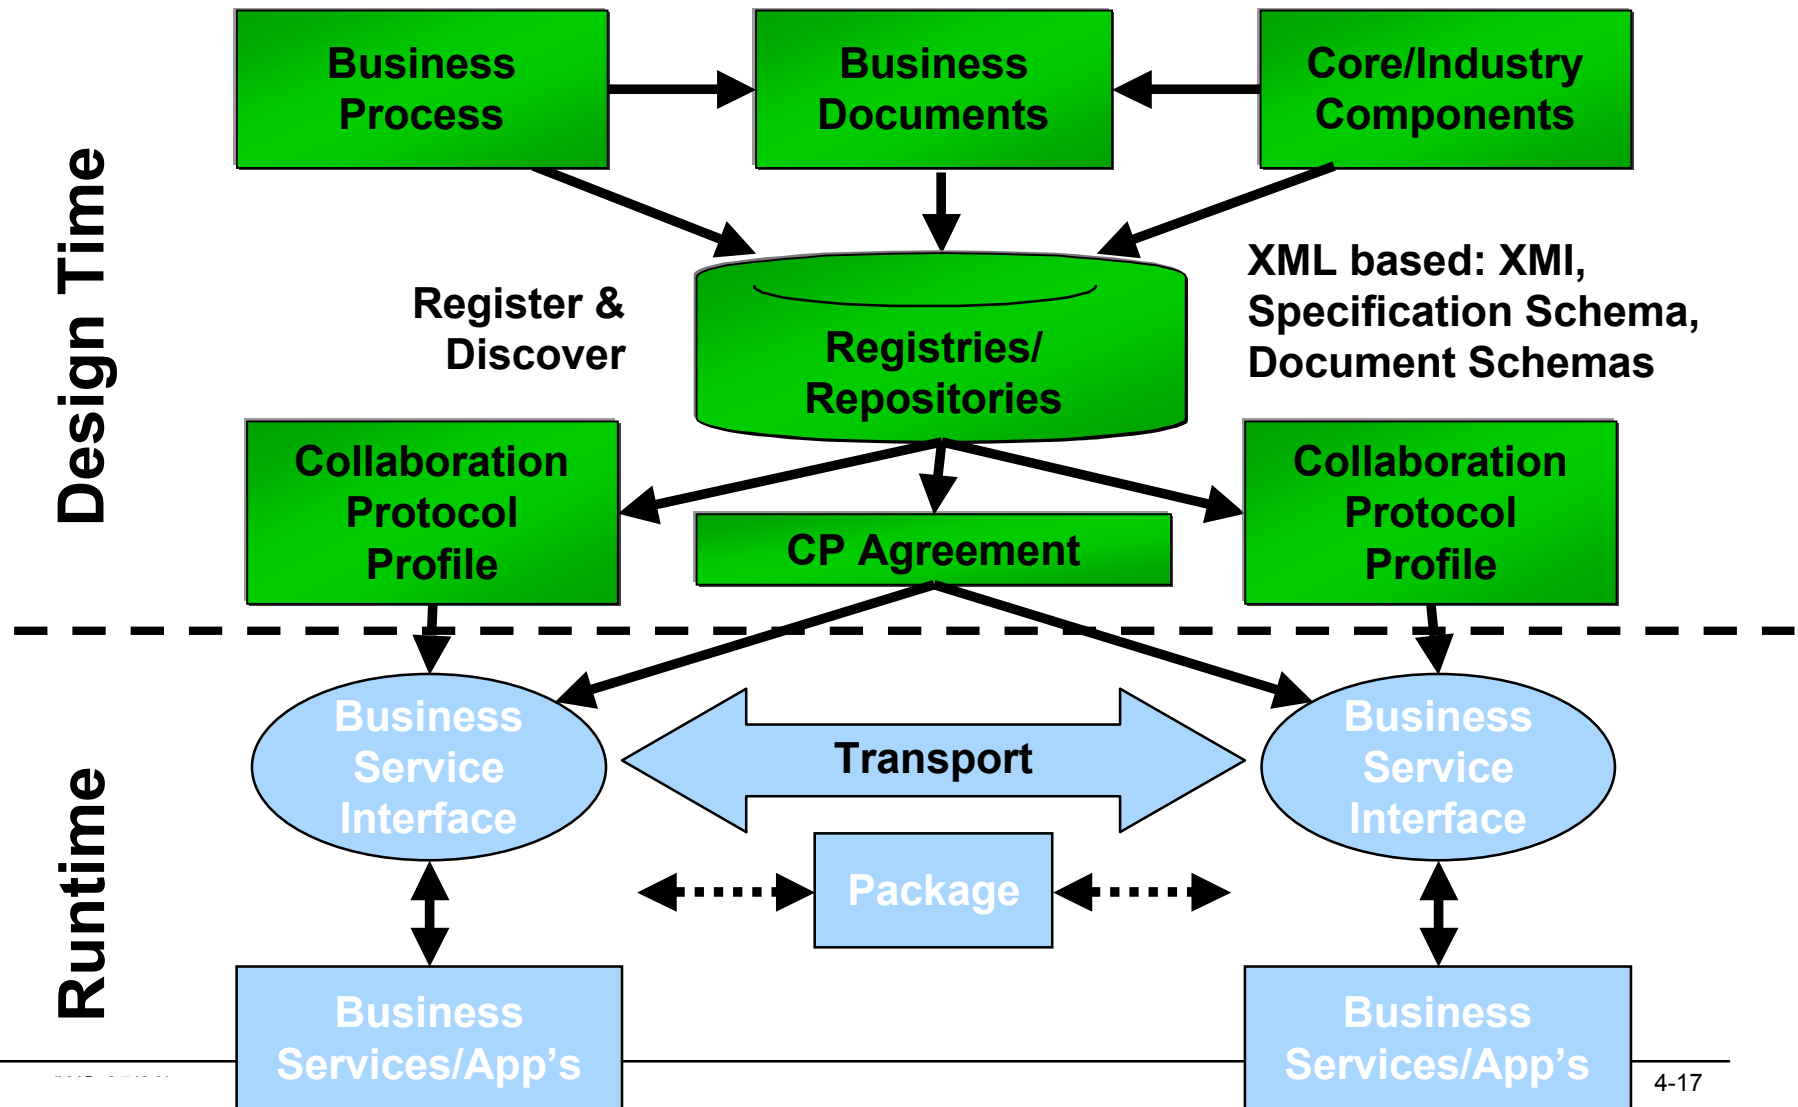 Business
Process
Business
Documents
Core/Industry
Components
Design Time
Register &
Discover
Registries/
Repositories
XML based: XMI,
Specification Schema,
Document Schemas
Collaboration
Protocol
Profile
CP Agreement
Collaboration
Protocol
Profile
Runtime
Business
Service
Interface
Transport
Business
Service
Interface
Package
Business
Services/App’s
Business
Services/App’s
4-17